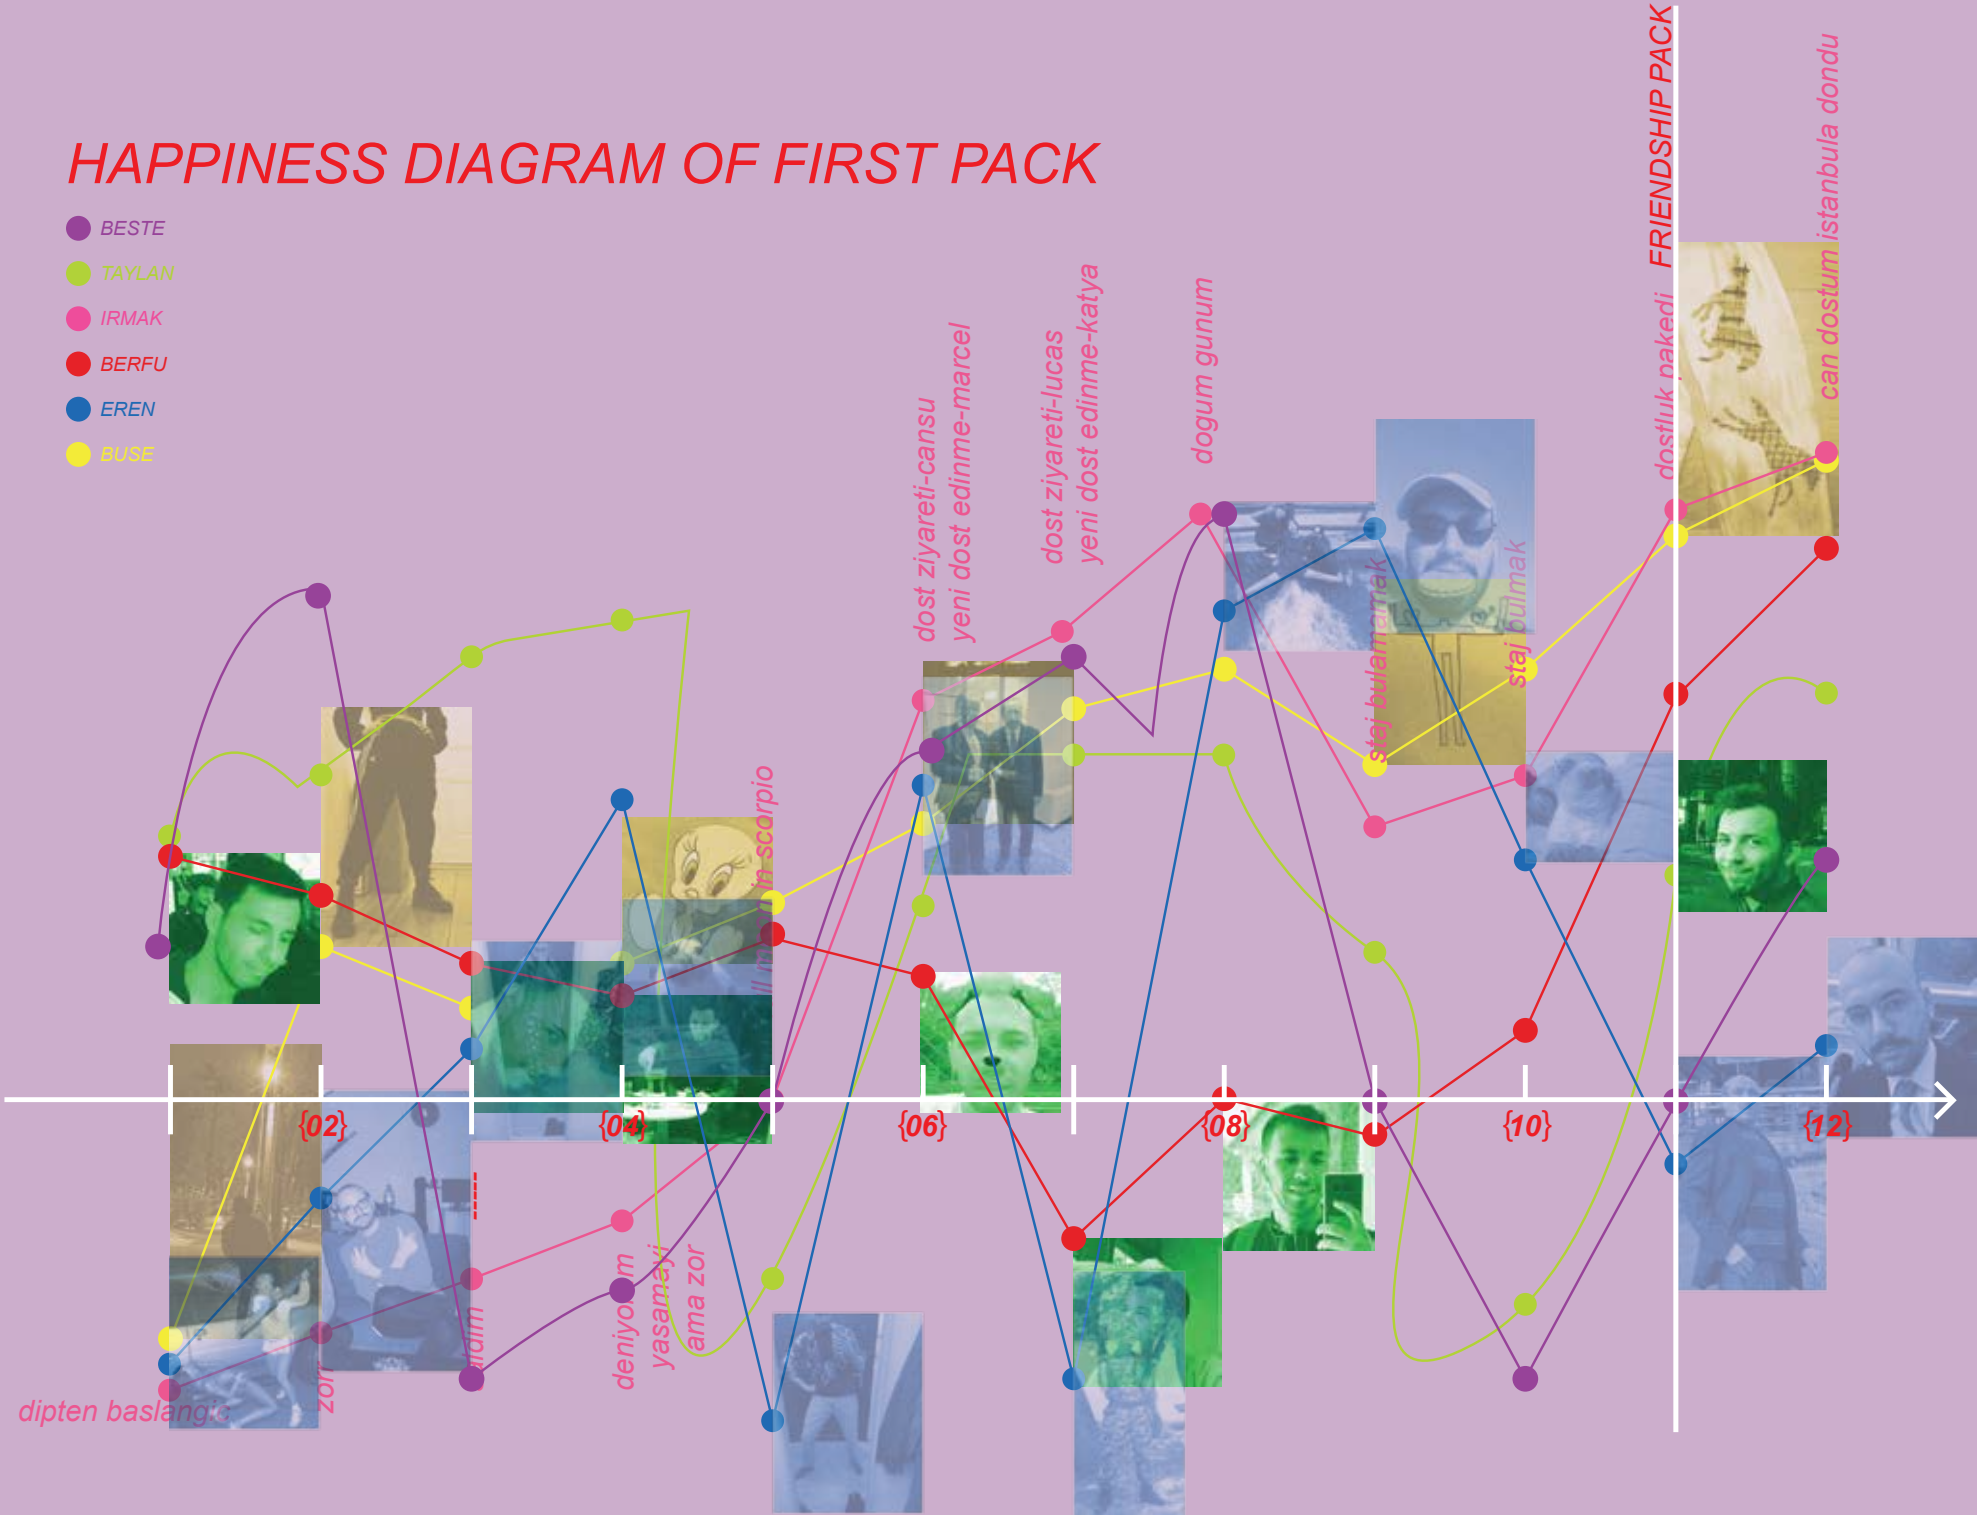 HAPPINESS DIAGRAM OF FIRST PACK
BESTE
TAYLAN
IRMAK
BERFU
EREN
BUSE
FRIENDSHIP PACK
can dostum istanbula dondu
dostluk pakedi
dogum gunum
dost ziyareti-lucas
yeni dost edinme-katya
dost ziyareti-cansu
yeni dost edinme-marcel
staj bulamamak
staj bulmak
in scorpio
{02}
{04}
{06}
{08}
{10}
{12}
yasamayi
ama zor
dipten baslangic